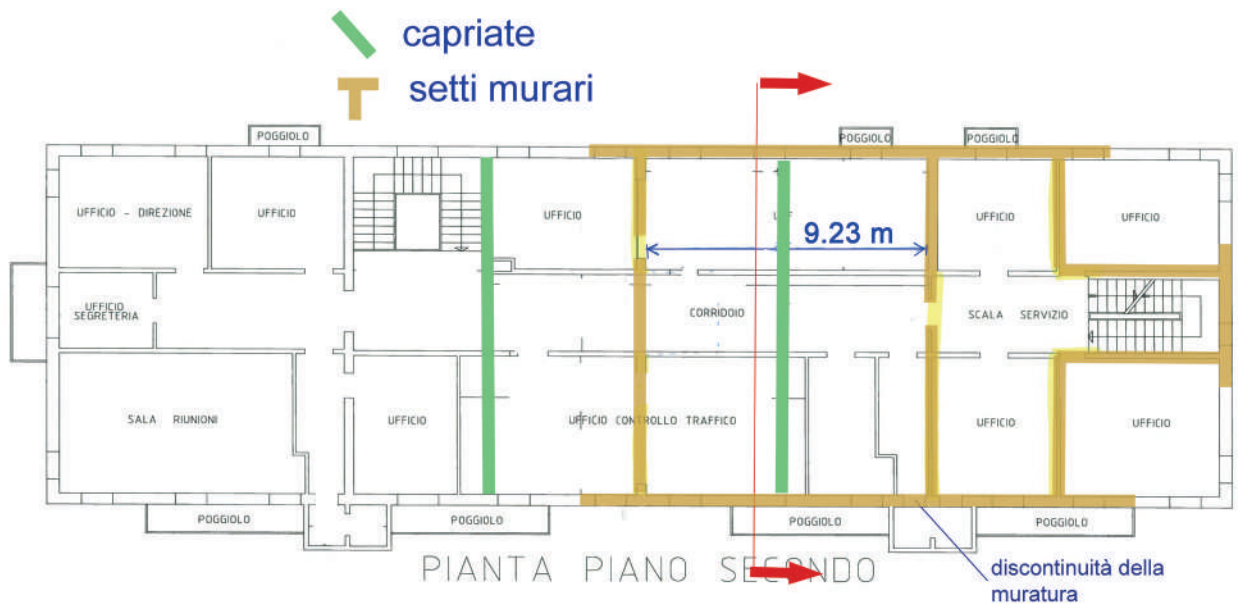 capriate
setti murari
POGGIOLO
POGGIOLO
POGGIOLO
UFFICIO - DIREZIONE
UFFICIO
UFFICIO
UFFICIO
UFFICIO
9.23 m
UFFICIO
SEGRETERIA
CORRIDOIO
SCALA SERVIZIO
SALA RIUNIONI
UFFICIO
UFFICIO CONTROLLO TRAFFICO
UFFICIO
UFFICIO
POGGIOLO
POGGIOLO
POGGIOLO
POGGIOLO
PIANTA PIANO SECONDO
discontinuità della
muratura